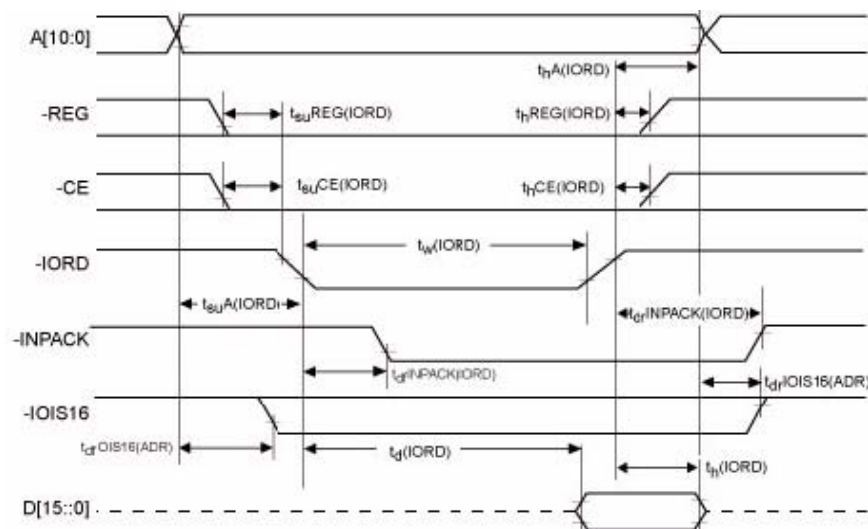 A[10:0]
thA(IORD)
-REG
tsuREG(IORD)
thREG(IORD)
-CE
tsuCE(IORD)
thCE(IORD)
-IORD
tw(IORD)
tsuA(IORD)
tdrINPACK(IORD)
-INPACK
tdfINPACK(IORD)
tdrIOIS16(ADR)
-IOIS16
tdfOIS16(ADR)
td(IORD)
th(IORD)
D[15::0]